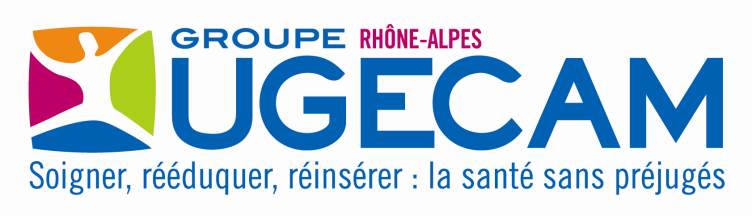 GROUPE RHÔNE-ALPES
UGECAM
Soigner, rééduquer, réinsérer : la santé sans préjugés